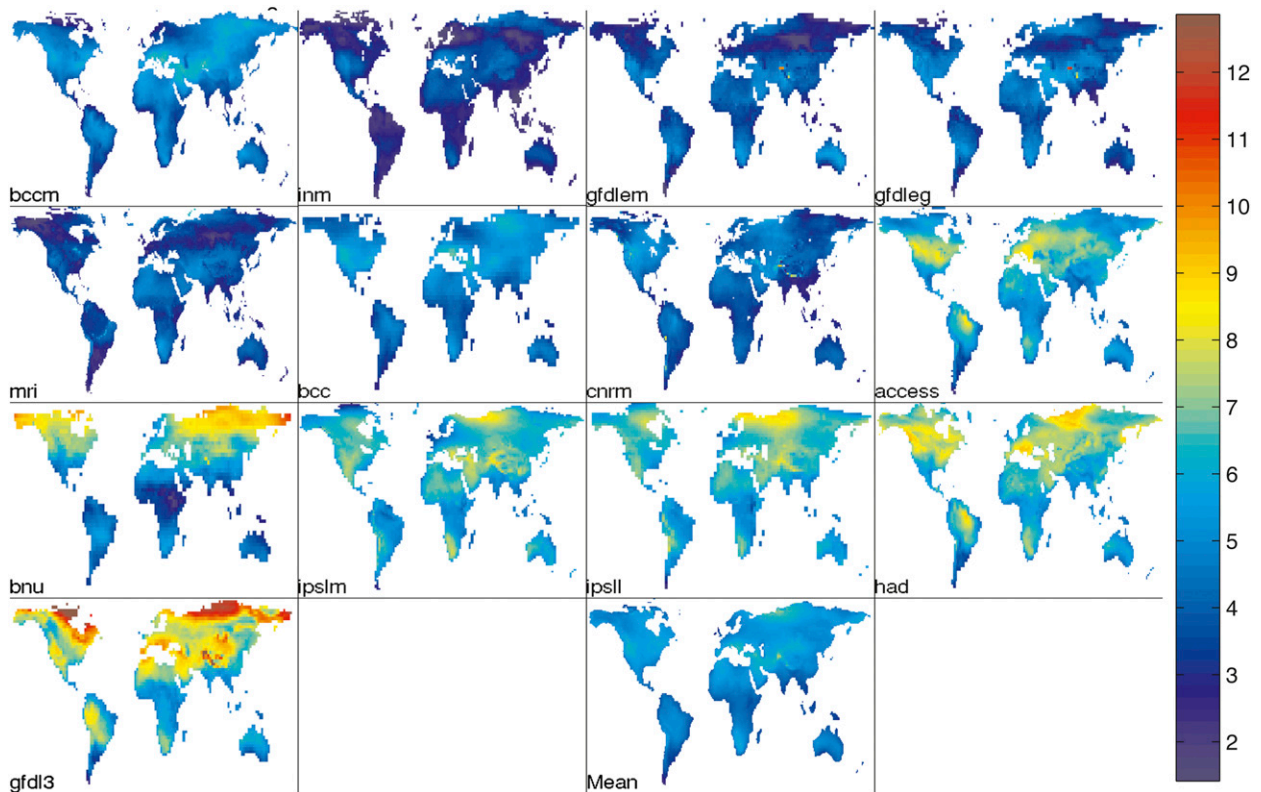 bccrn
inm
gfdlem
gfdleg
mri
bcc
cnrm
access
bnu
ipslm
ipsll
had
gfdl3
Mean
12
11
10
9
8
7
6
5
4
3
2